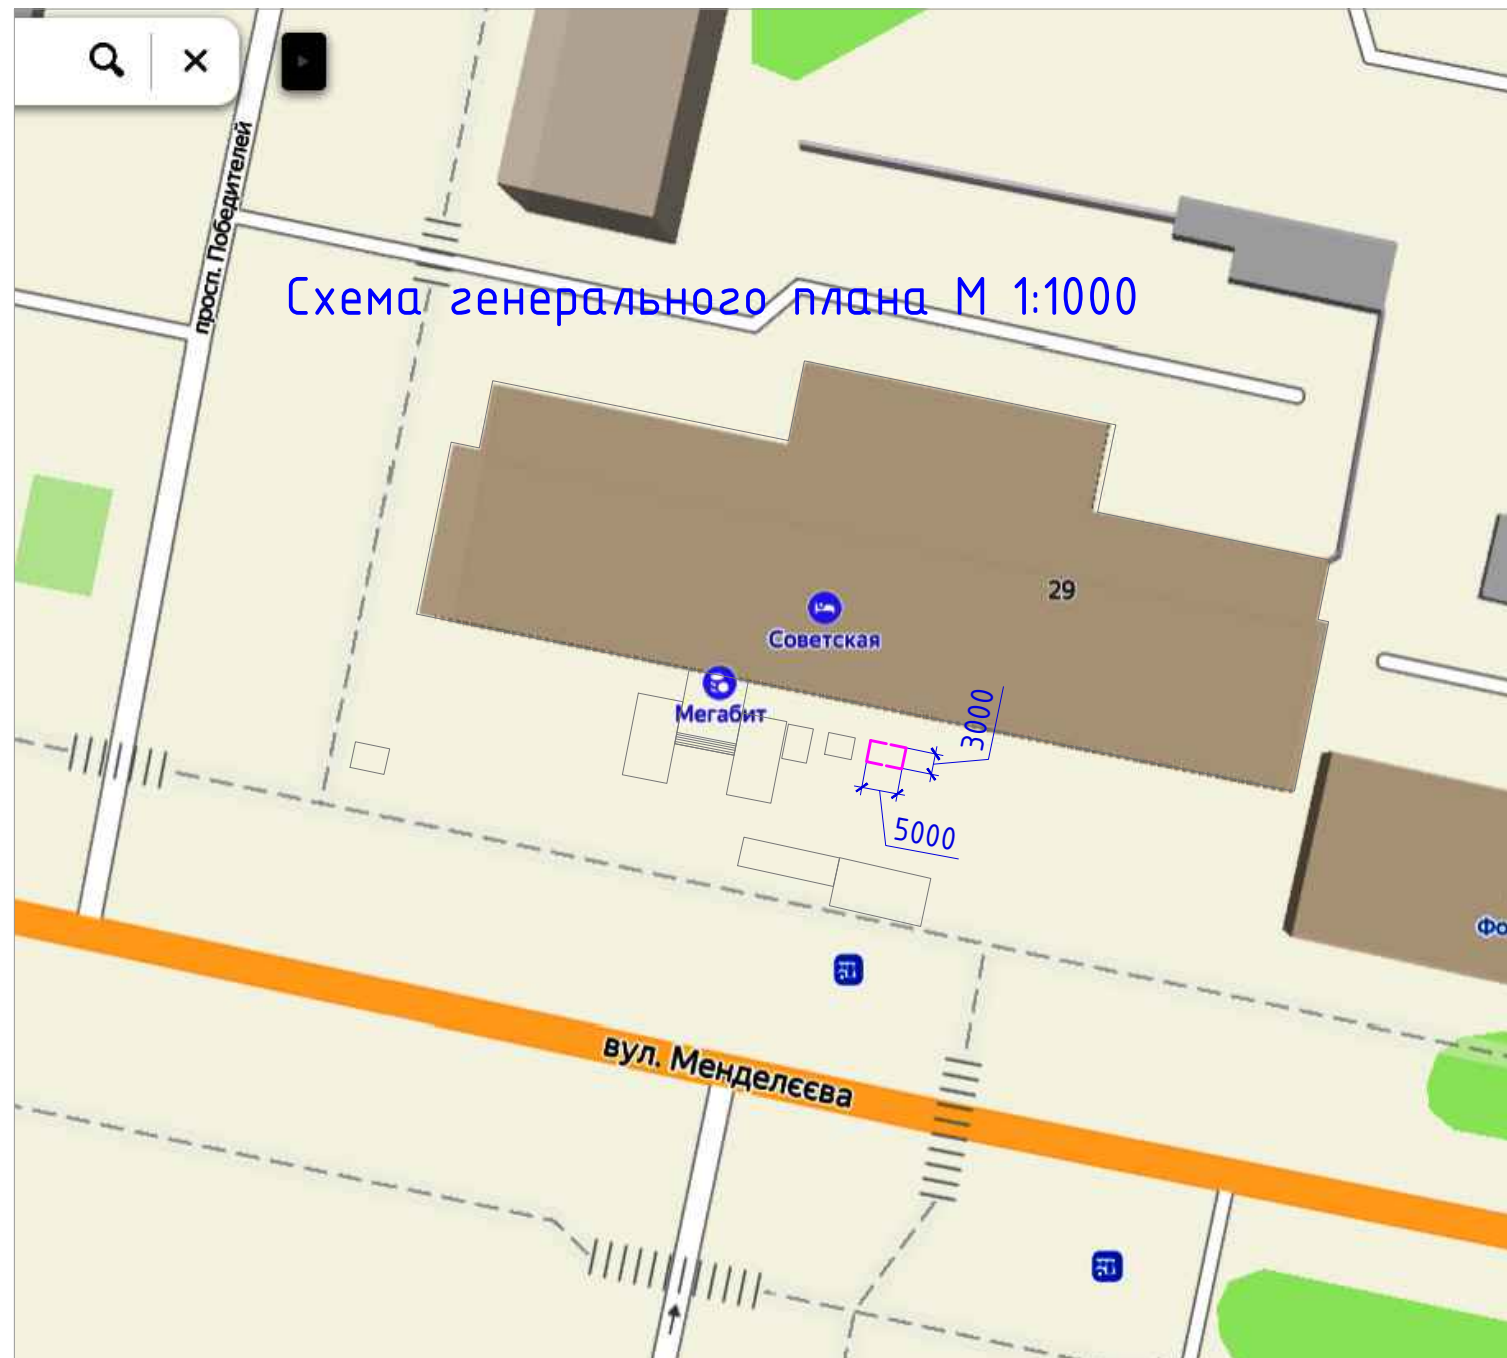 просп. Победителей
Схема генерального плана М 1:1000
29
Советская
Мегабит
3000
5000
Фо
вул. Менделєєва